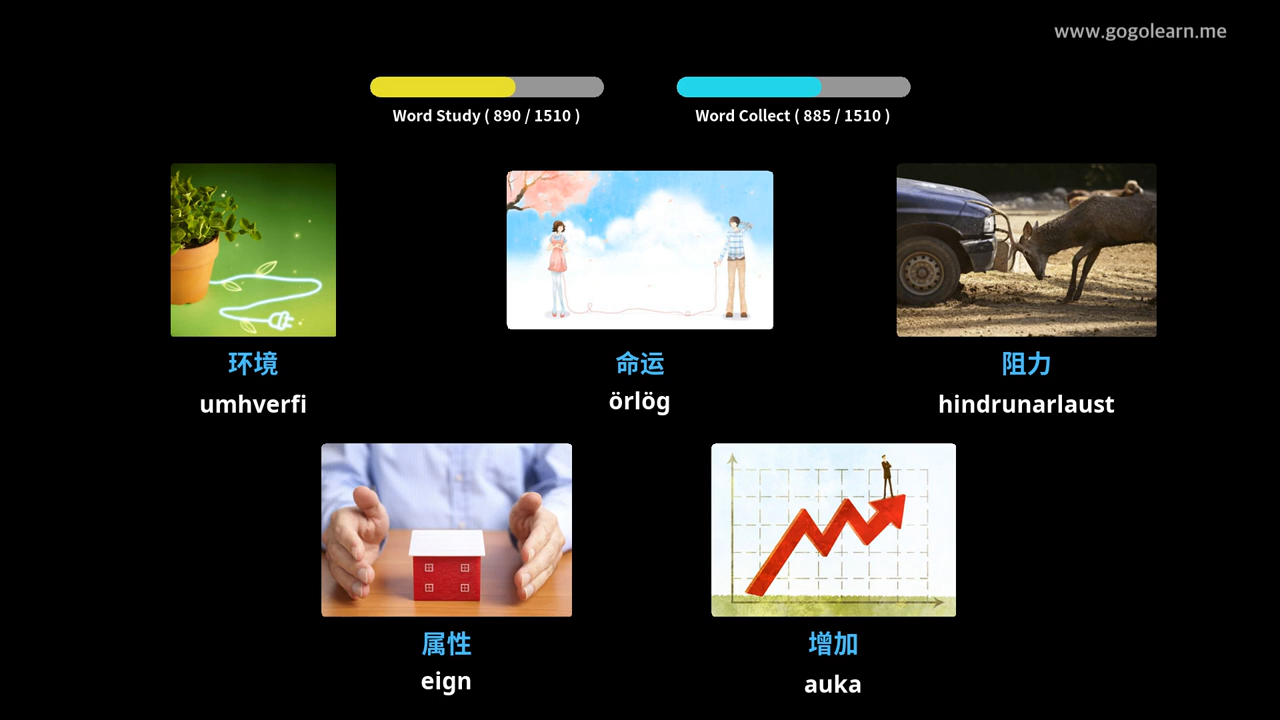 www.gogolearn.me
Word Study ( 890 / 1510 )
Word Collect ( 885 / 1510 )
环境
命运
阻力
umhverfi
örlög
hindrunarlaust
属性
增加
eign
auka